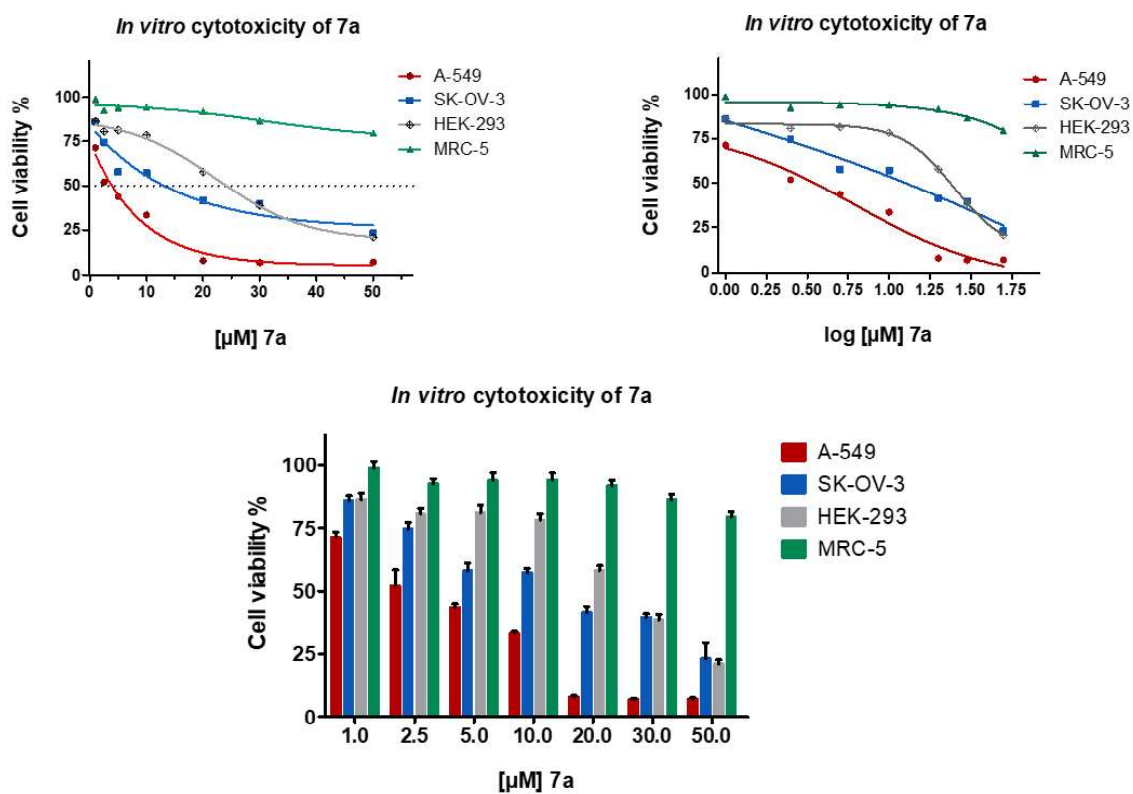 In vitro cytotoxicity of 7a
Cell viability %
100
75
50
25
0
0
10
20
30
40
50
[µM] 7a
A-549
SK-OV-3
HEK-293
MRC-5
In vitro cytotoxicity of 7a
Cell viability %
100
75
50
25
0
0.00
0.25
0.50
0.75
1.00
1.25
1.50
1.75
log [µM] 7a
A-549
SK-OV-3
HEK-293
MRC-5
In vitro cytotoxicity of 7a
Cell viability %
100
75
50
25
0
1.0
2.5
5.0
10.0
20.0
30.0
50.0
[µM] 7a
A-549
SK-OV-3
HEK-293
MRC-5